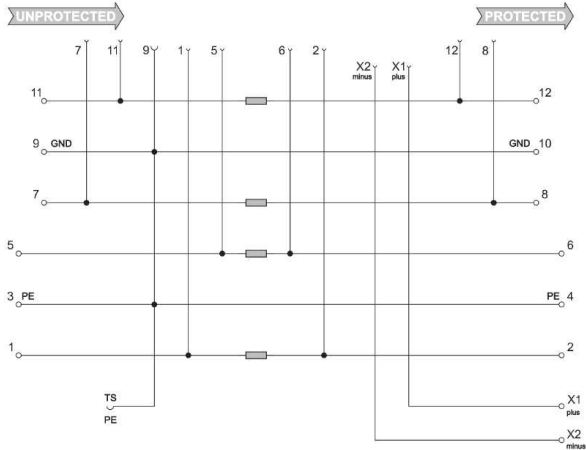 UNPROTECTED PROTECTED
7 11 9 1 5 6 2 12 8
X2 X1
minus plus
11 12
9 GND GND 10
7 8
5 6
3 PE PE 4
1 2
TS X1
plus
PE
X2
minus